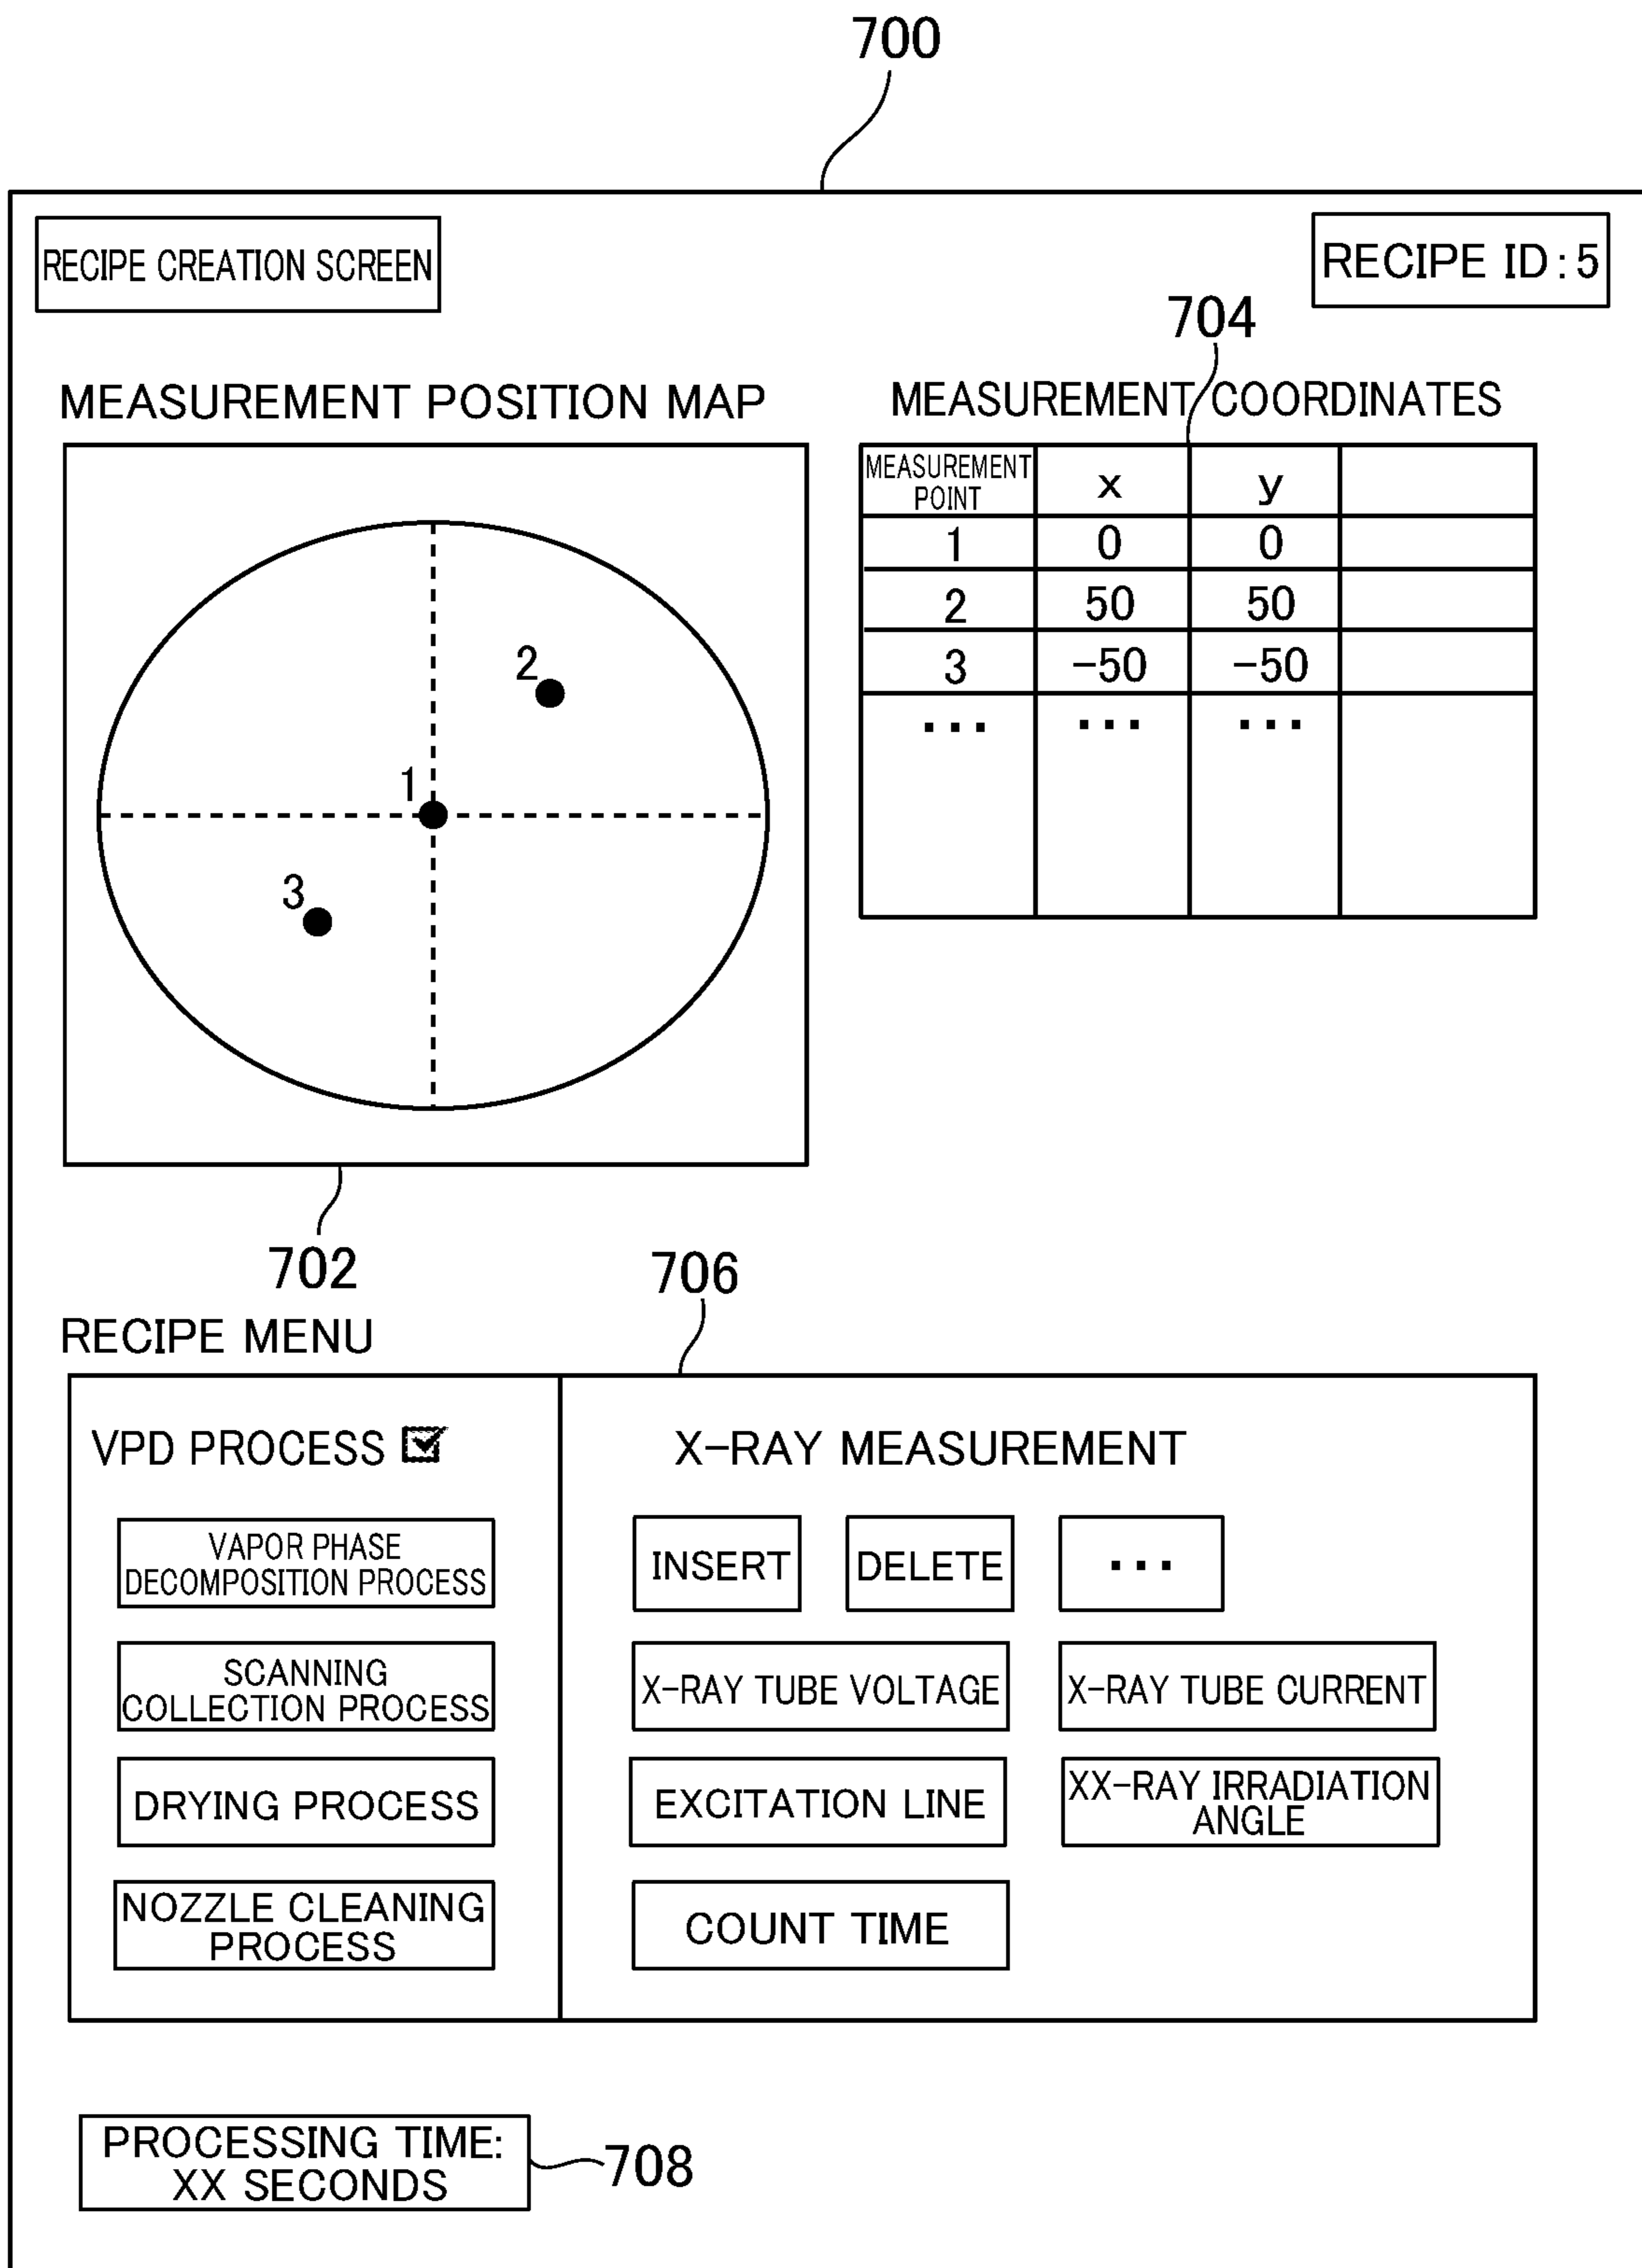 700
RECIPE CREATION SCREEN
RECIPE ID:5
704
MEASUREMENT POSITION MAP
2
1
3
702
MEASUREMENT COORDINATES
MEASUREMENT
POINT
x
y
1
0
0
2
50
50
3
-50
-50
...
...
...
706
RECIPE MENU
VPD PROCESS
VAPOR PHASE
DECOMPOSITION PROCESS
SCANNING
COLLECTION PROCESS
DRYING PROCESS
NOZZLE CLEANING
PROCESS
X-RAY MEASUREMENT
INSERT
DELETE
...
X-RAY TUBE VOLTAGE
X-RAY TUBE CURRENT
EXCITATION LINE
XX-RAY IRRADIATION
ANGLE
COUNT TIME
PROCESSING TIME:
XX SECONDS
708